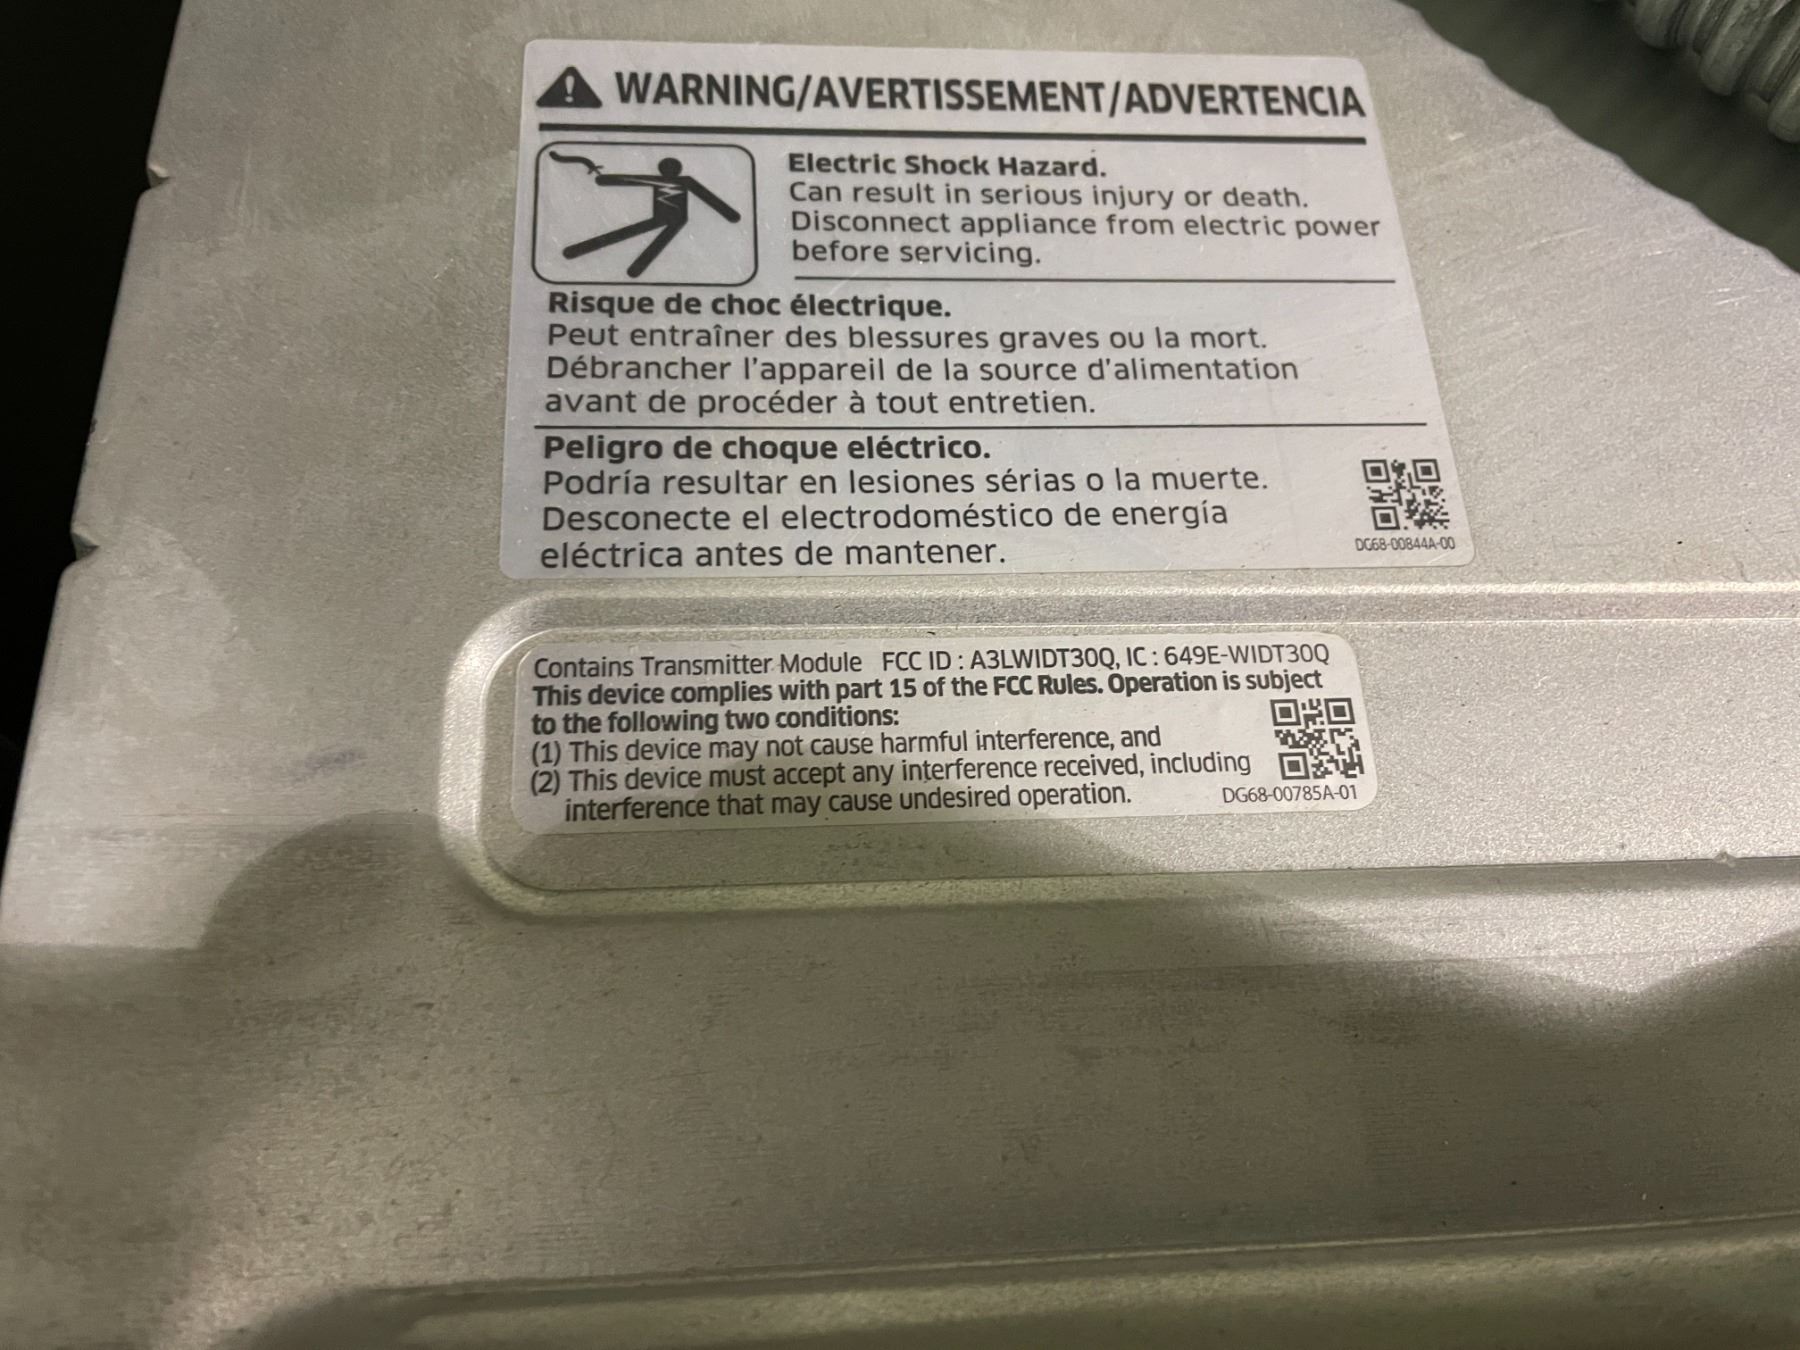 WARNING/AVERTISSEMENT/ADVERTENCIA
Electric Shock Hazard.
Can result in serious injury or death.
Disconnect appliance from electric power
before servicing.
Risque de choc électrique.
Peut entraîner des blessures graves ou la mort.
Débrancher l'appareil de la source d'alimentation
avant de procéder à tout entretien.
Peligro de choque eléctrico.
Podría resultar en lesiones sérias o la muerte.
Desconecte el electrodoméstico de energía
eléctrica antes de mantener.
DG68-00844A-00
Contains Transmitter Module FCC ID : A3LWIDT30Q, IC : 649E-WIDT30Q
This device complies with part 15 of the FCC Rules. Operation is subject
to the following two conditions:
(1) This device may not cause harmful interference, and
(2) This device must accept any interference received, including
interference that may cause undesired operation.
DG68-00785A-01